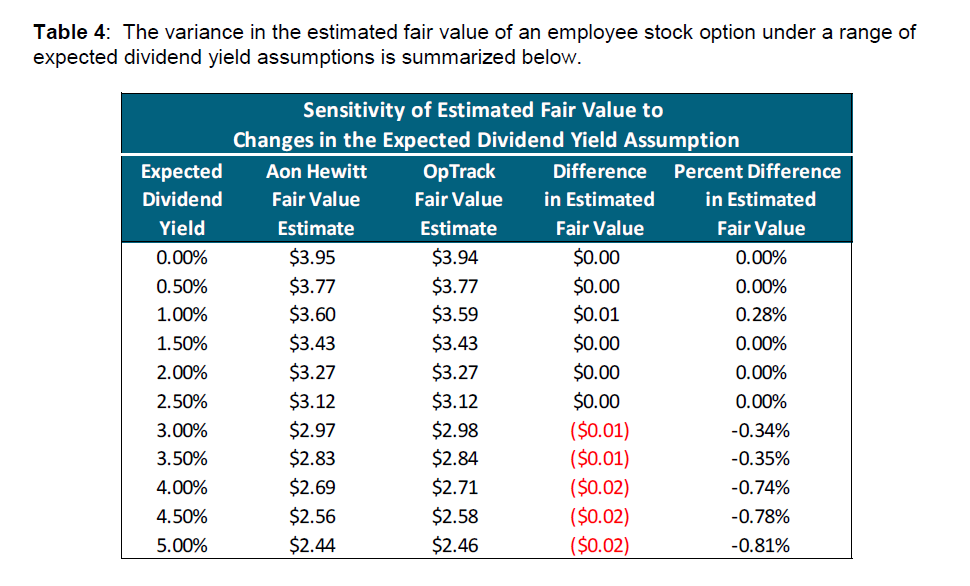 Table 4: The variance in the estimated fair value of an employee stock option under a range of
expected dividend yield assumptions is summarized below.
Sensitivity of Estimated Fair Value to
Changes in the Expected Dividend Yield Assumption
Expected Aon Hewitt OpTrack Difference Percent Difference
Dividend Fair Value Fair Value in Estimated in Estimated
Yield Estimate Estimate Fair Value Fair Value
0.00% $3.95 $3.94 $0.00 0.00%
0.50% $3.77 $3.77 $0.00 0.00%
1.00% $3.60 $3.59 $0.01 0.28%
1.50% $3.43 $3.43 $0.00 0.00%
2.00% $3.27 $3.27 $0.00 0.00%
2.50% $3.12 $3.12 $0.00 0.00%
3.00% $2.97 $2.98 ($0.01) -0.34%
3.50% $2.83 $2.84 ($0.01) -0.35%
4.00% $2.69 $2.71 ($0.02) -0.74%
4.50% $2.56 $2.58 ($0.02) -0.78%
5.00% $2.44 $2.46 ($0.02) -0.81%